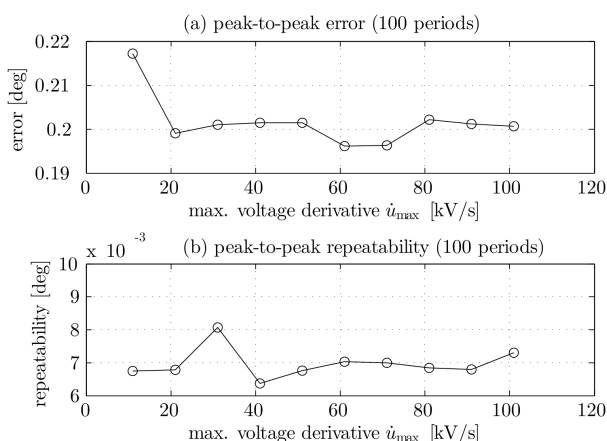 (a) peak-to-peak error (100 periods)
0.22
0.21
0.2
0.19
error [deg]
0 20 40 60 80 100 120
max. voltage derivative u̇max [kV/s]
x 10 -3
(b) peak-to-peak repeatability (100 periods)
10
9
8
7
6
repeatability [deg]
0 20 40 60 80 100 120
max. voltage derivative u̇max [kV/s]